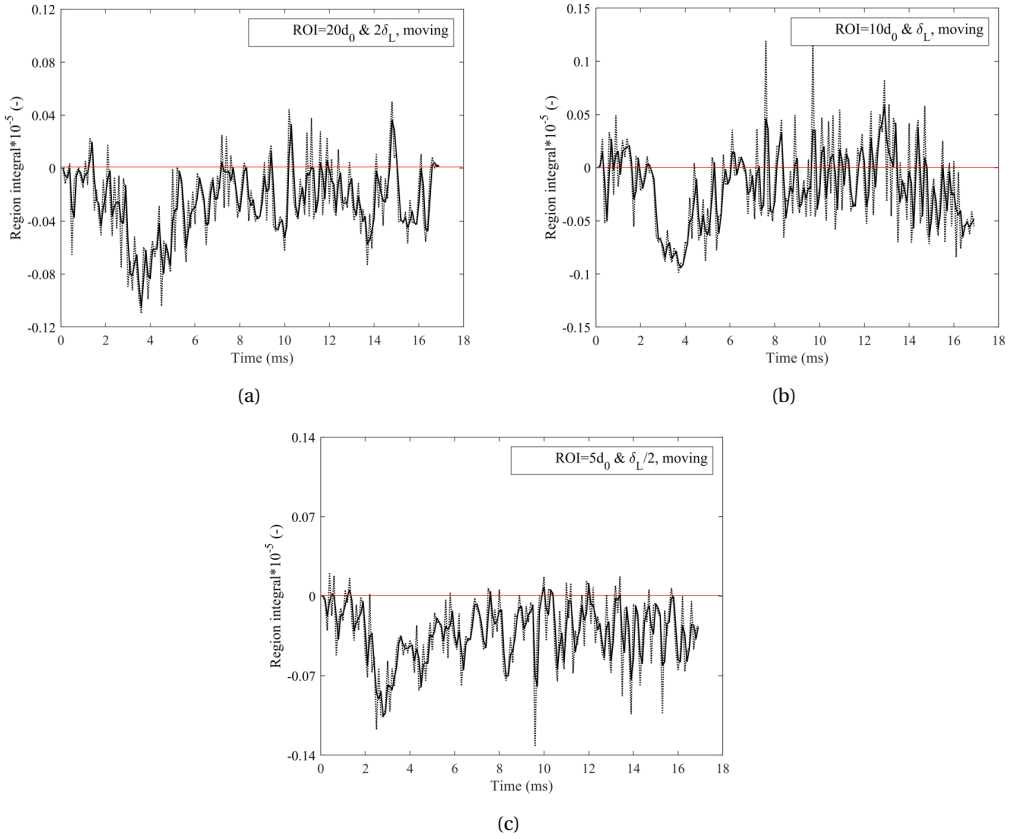 ROI=20d0 & 2δL, moving
0.12
0.08
0.04
0
-0.04
-0.08
-0.12
Region integral*10^-5 (-)
0 2 4 6 8 10 12 14 16 18
Time (ms)
(a)
ROI=10d0 & δL, moving
0.15
0.1
0.05
0
-0.05
-0.1
-0.15
Region integral*10^-5 (-)
0 2 4 6 8 10 12 14 16 18
Time (ms)
(b)
ROI=5d0 & δL/2, moving
0.14
0.07
0
-0.07
-0.14
Region integral*10^-5 (-)
0 2 4 6 8 10 12 14 16 18
Time (ms)
(c)